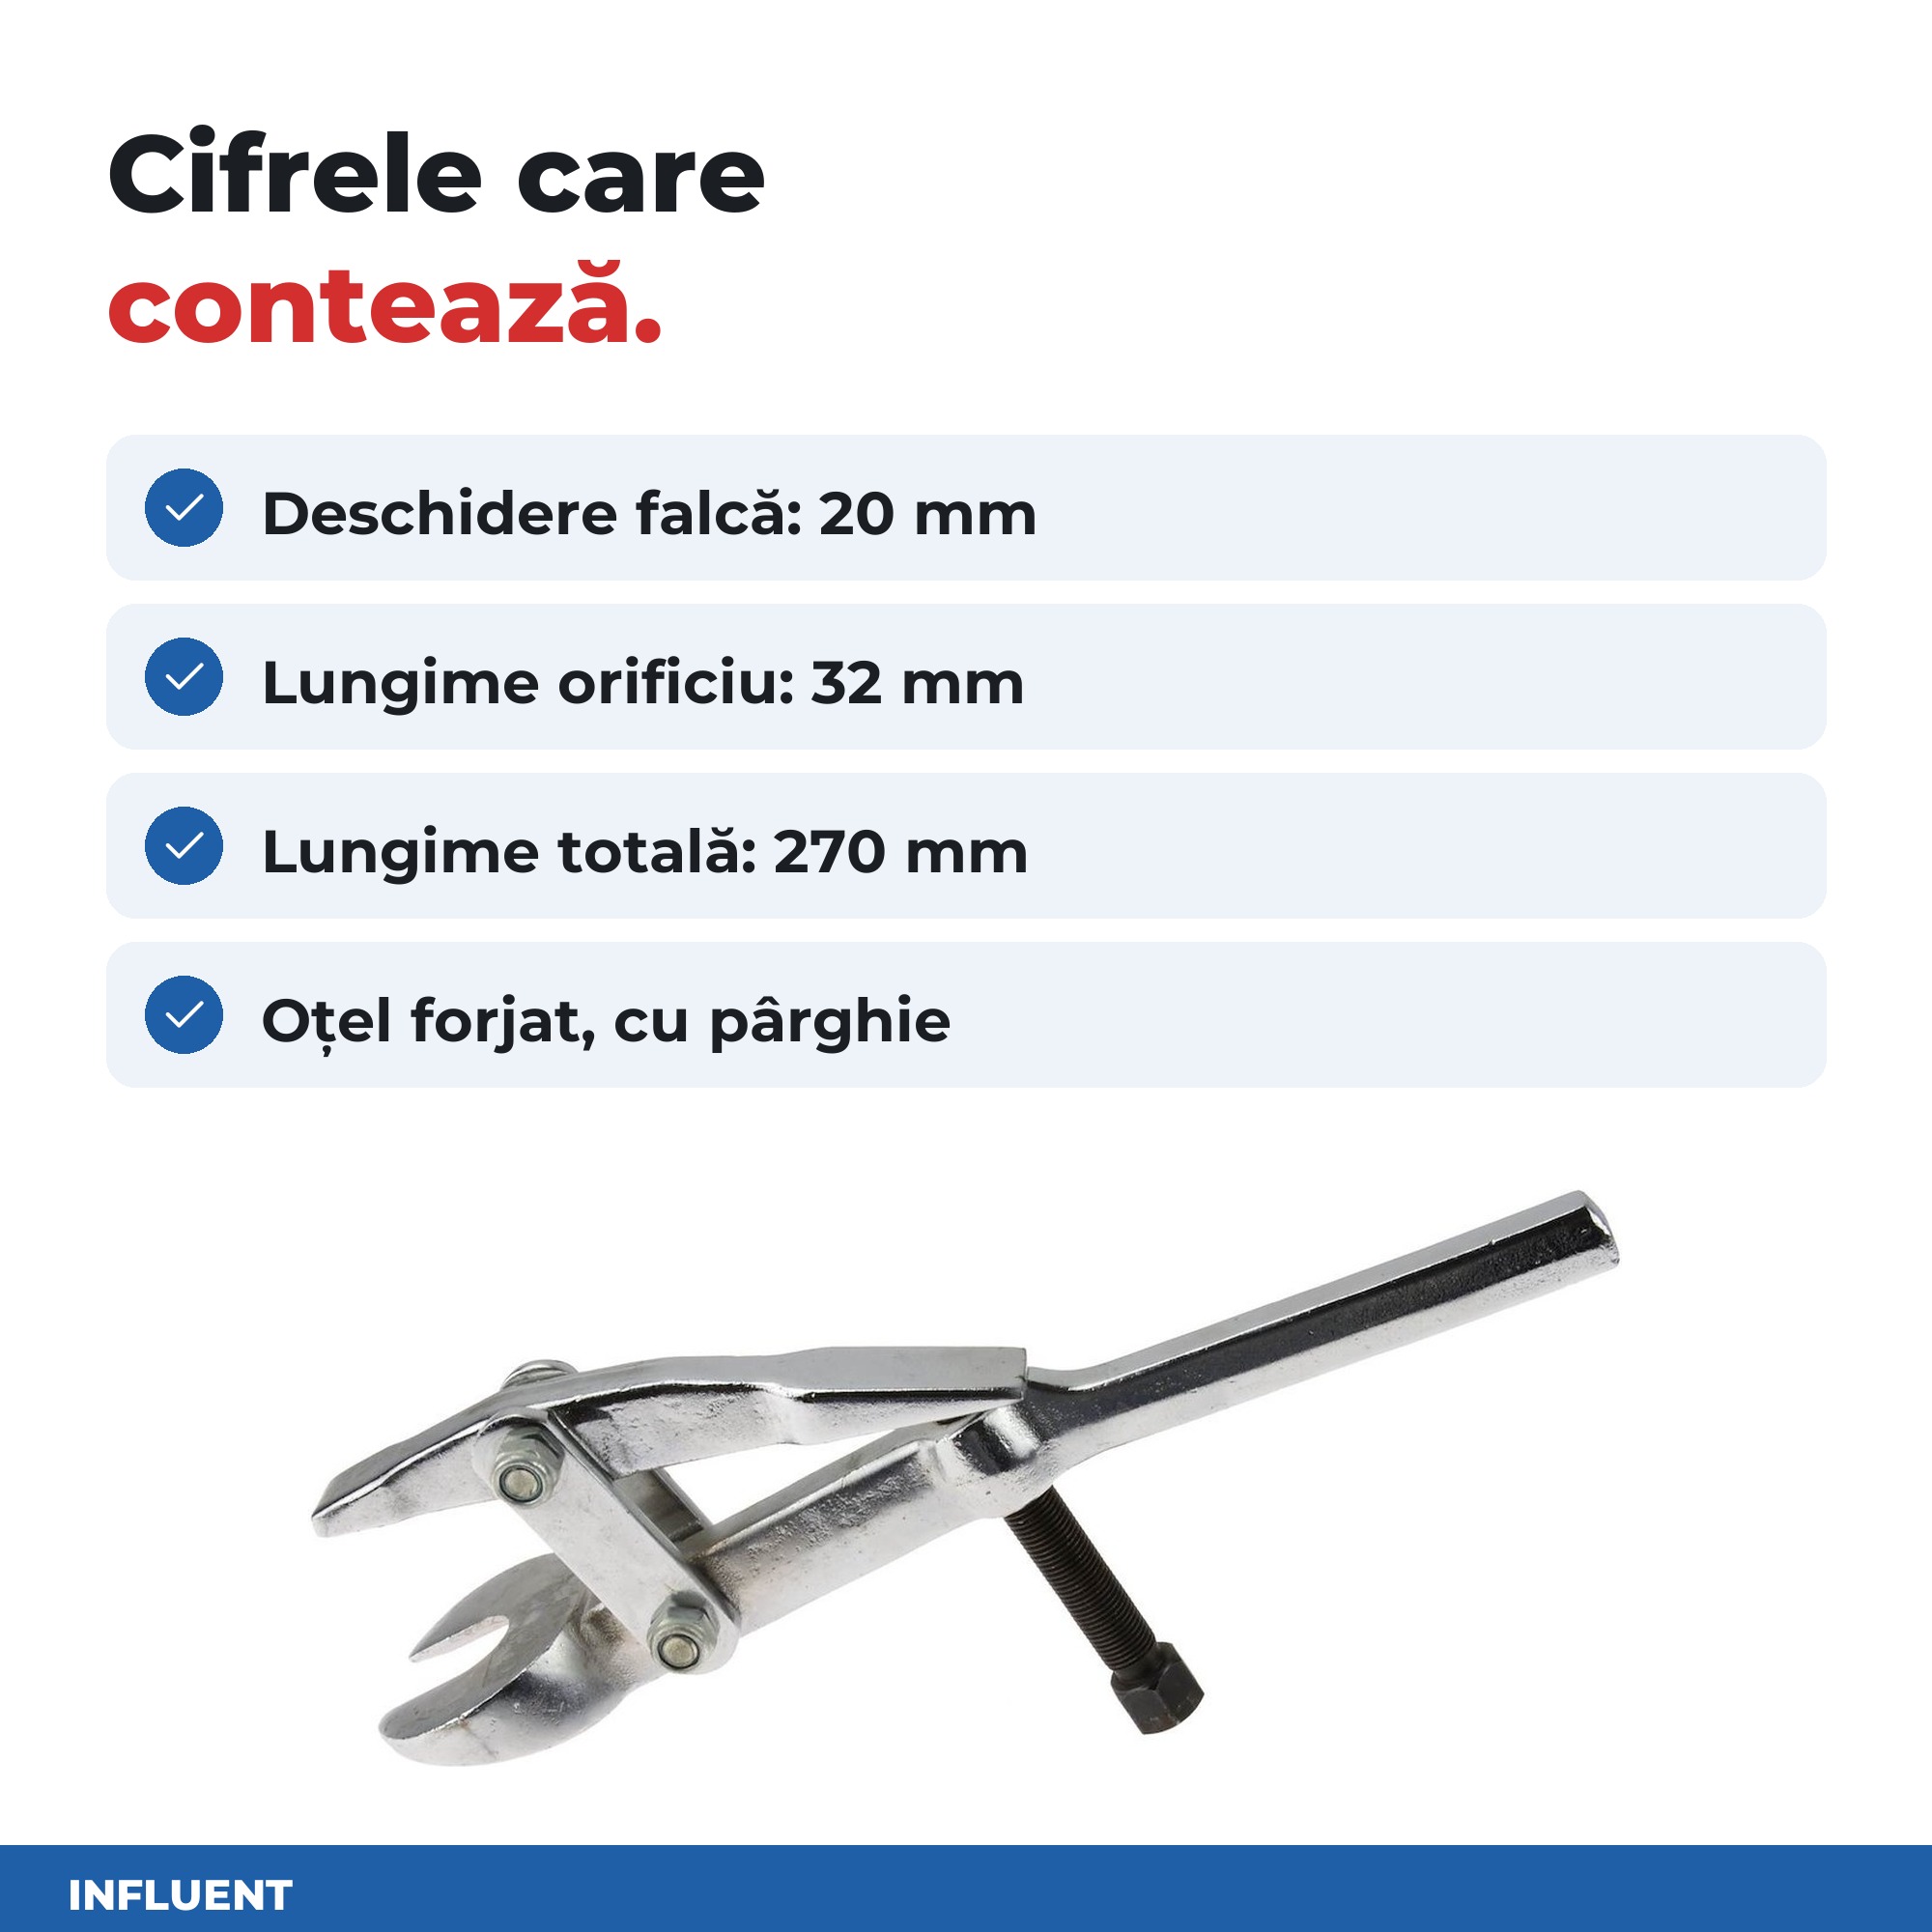 Cifrele care
contează.
Deschidere falcă: 20 mm
Lungime orificiu: 32 mm
Lungime totală: 270 mm
Oțel forjat, cu pârghie
INFLUENT